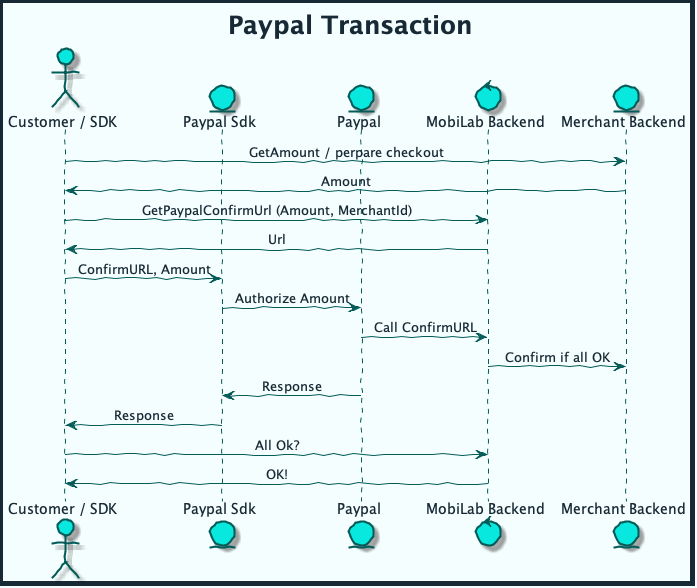 Paypal Transaction
Customer / SDK Paypal Sdk Paypal MobiLab Backend Merchant Backend
GetAmount / perpare checkout
Amount
GetPaypalConfirmUrl (Amount, MerchantId)
Url
ConfirmURL, Amount
Authorize Amount
Call ConfirmURL
Confirm if all OK
Response
Response
All Ok?
OK!
Customer / SDK Paypal Sdk Paypal MobiLab Backend Merchant Backend